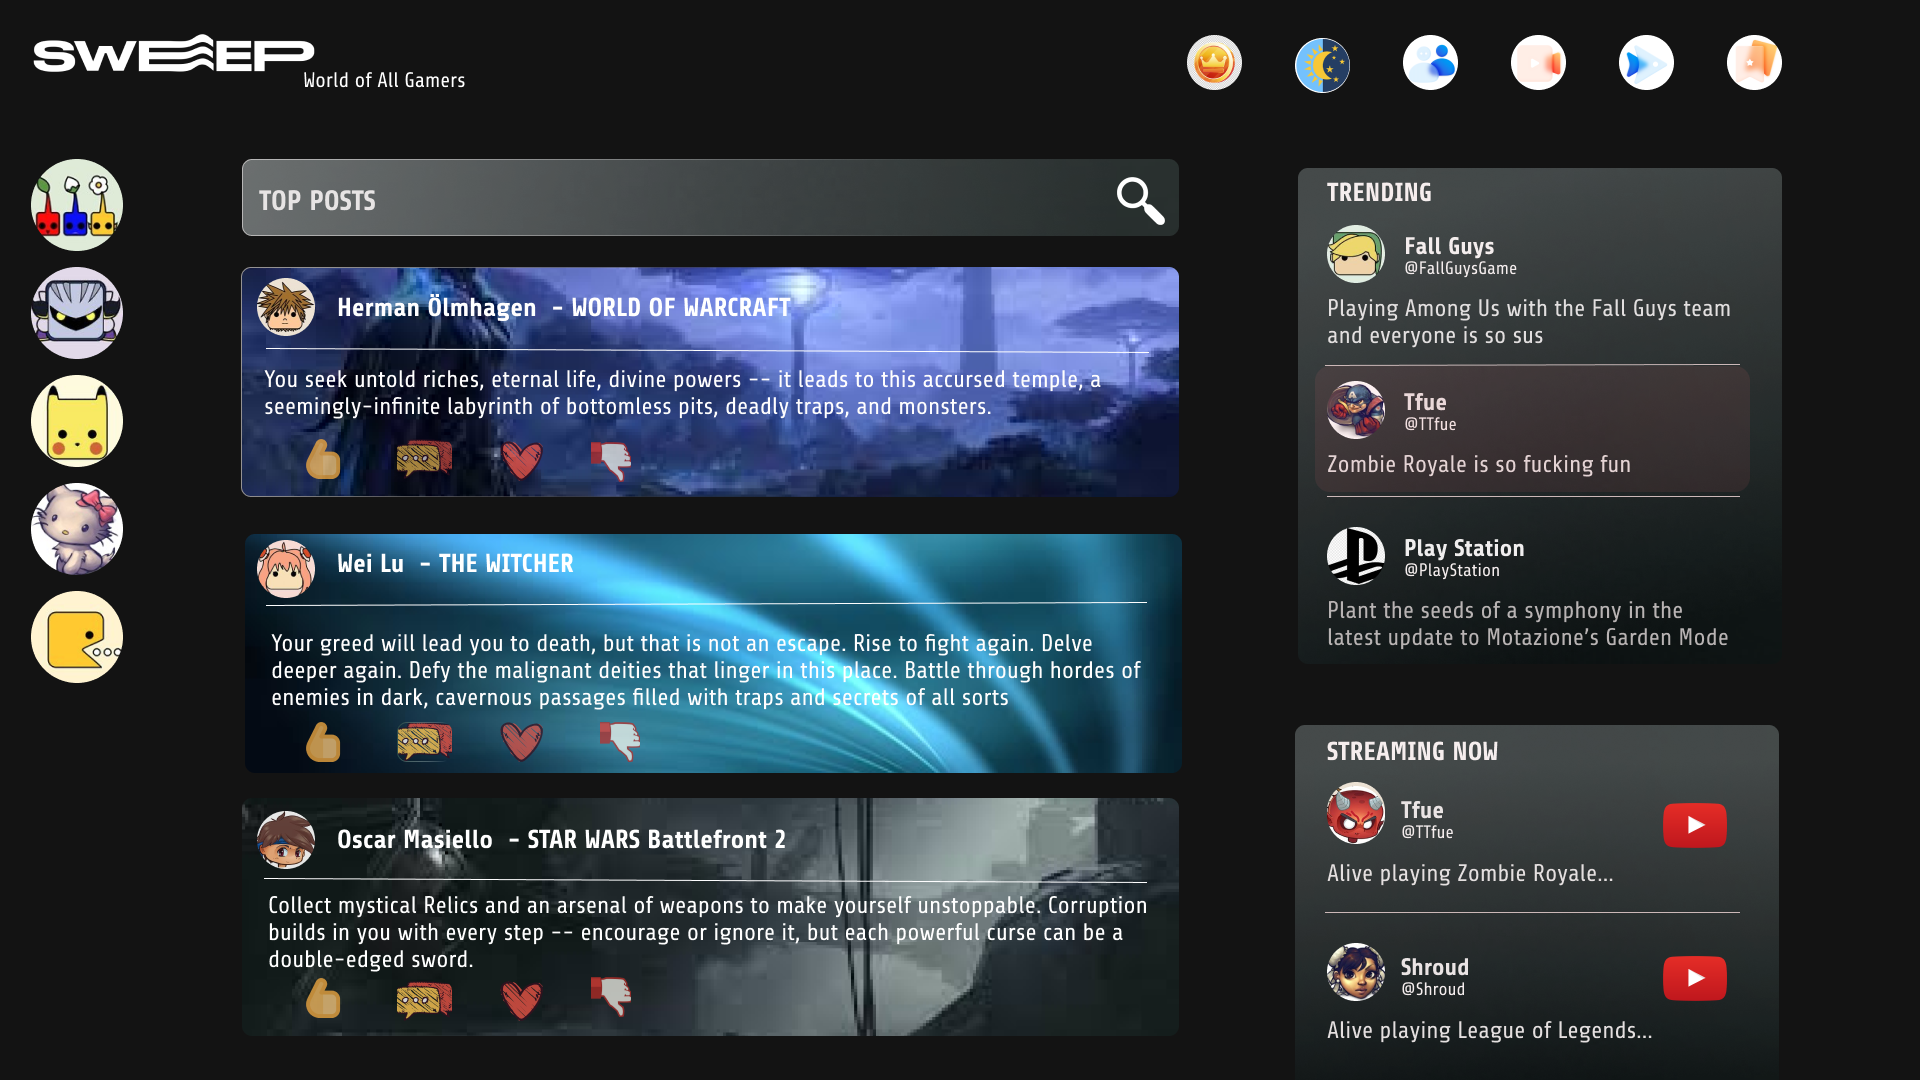 SWEEP
World of All Gamers
TOP POSTS
Herman Ölmhagen - WORLD OF WARCRAFT
You seek untold riches, eternal life, divine powers -- it leads to this accursed temple, a
seemingly-infinite labyrinth of bottomless pits, deadly traps, and monsters.
Wei Lu - THE WITCHER
Your greed will lead you to death, but that is not an escape. Rise to fight again. Delve
deeper again. Defy the malignant deities that linger in this place. Battle through hordes of
enemies in dark, cavernous passages filled with traps and secrets of all sorts
Oscar Masiello - STAR WARS Battlefront 2
Collect mystical Relics and an arsenal of weapons to make yourself unstoppable. Corruption
builds in you with every step -- encourage or ignore it, but each powerful curse can be a
double-edged sword.
TRENDING
Fall Guys
@FallGuysGame
Playing Among Us with the Fall Guys team
and everyone is so sus
Tfue
@TTfue
Zombie Royale is so fucking fun
Play Station
@PlayStation
Plant the seeds of a symphony in the
latest update to Motazione's Garden Mode
STREAMING NOW
Tfue
@TTfue
Alive playing Zombie Royale...
Shroud
@Shroud
Alive playing League of Legends...